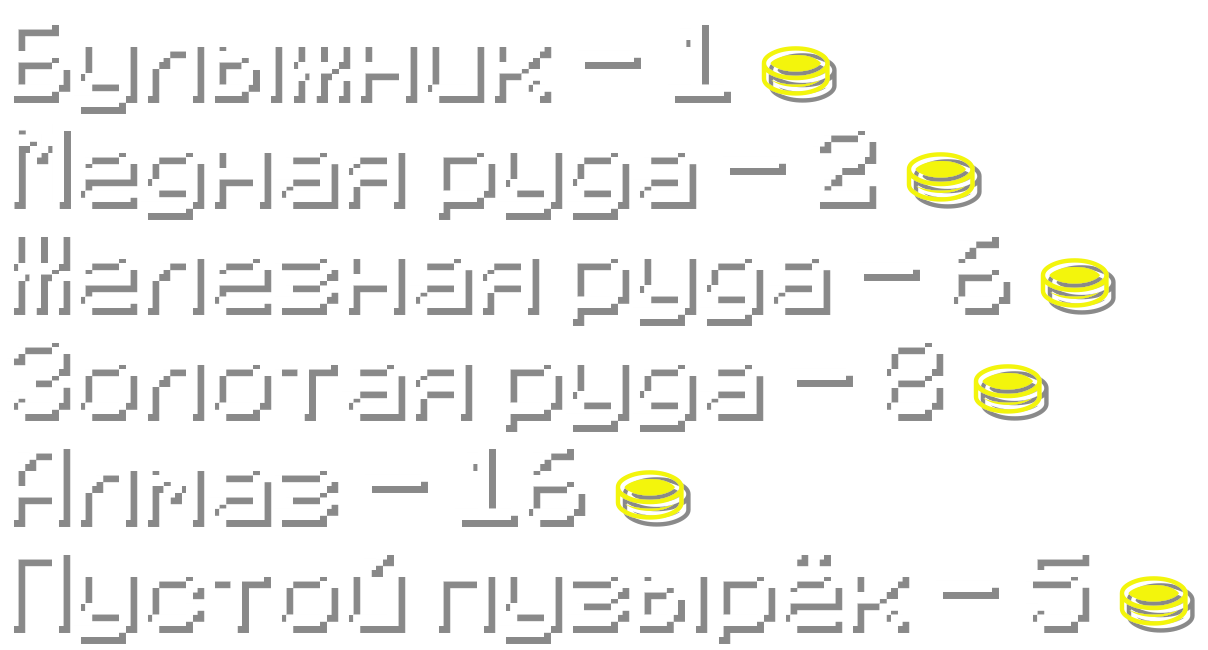 Булыжник – 1
Медная руда – 2
Железная руда – 6
Золотая руда – 8
Алмаз – 16
Пустой пузырёк – 5